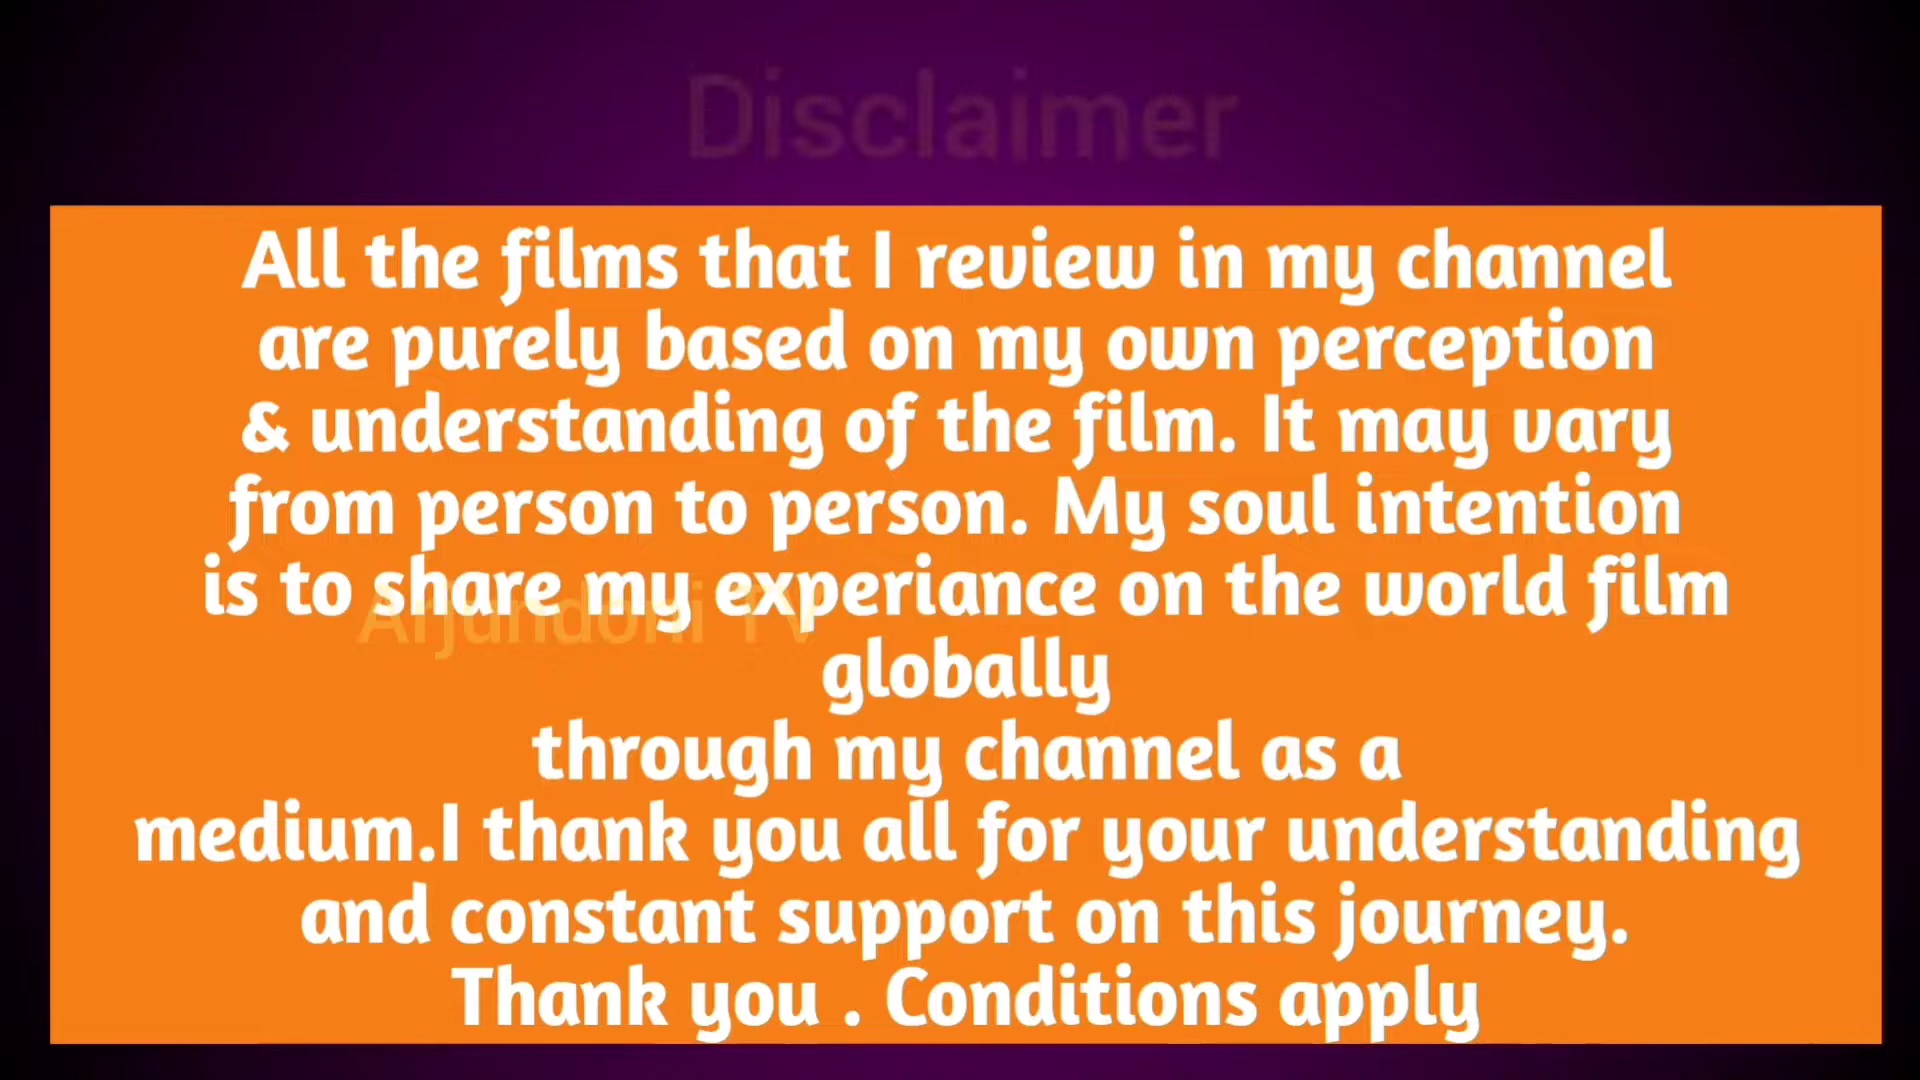 Disclaimer
All the films that I review in my channel
are purely based on my own perception
& understanding of the film. It may vary
from person to person. My soul intention
is to share my experiance on the world film
globally
through my channel as a
medium.I thank you all for your understanding
and constant support on this journey.
Thank you . Conditions apply
Arjundoni TV